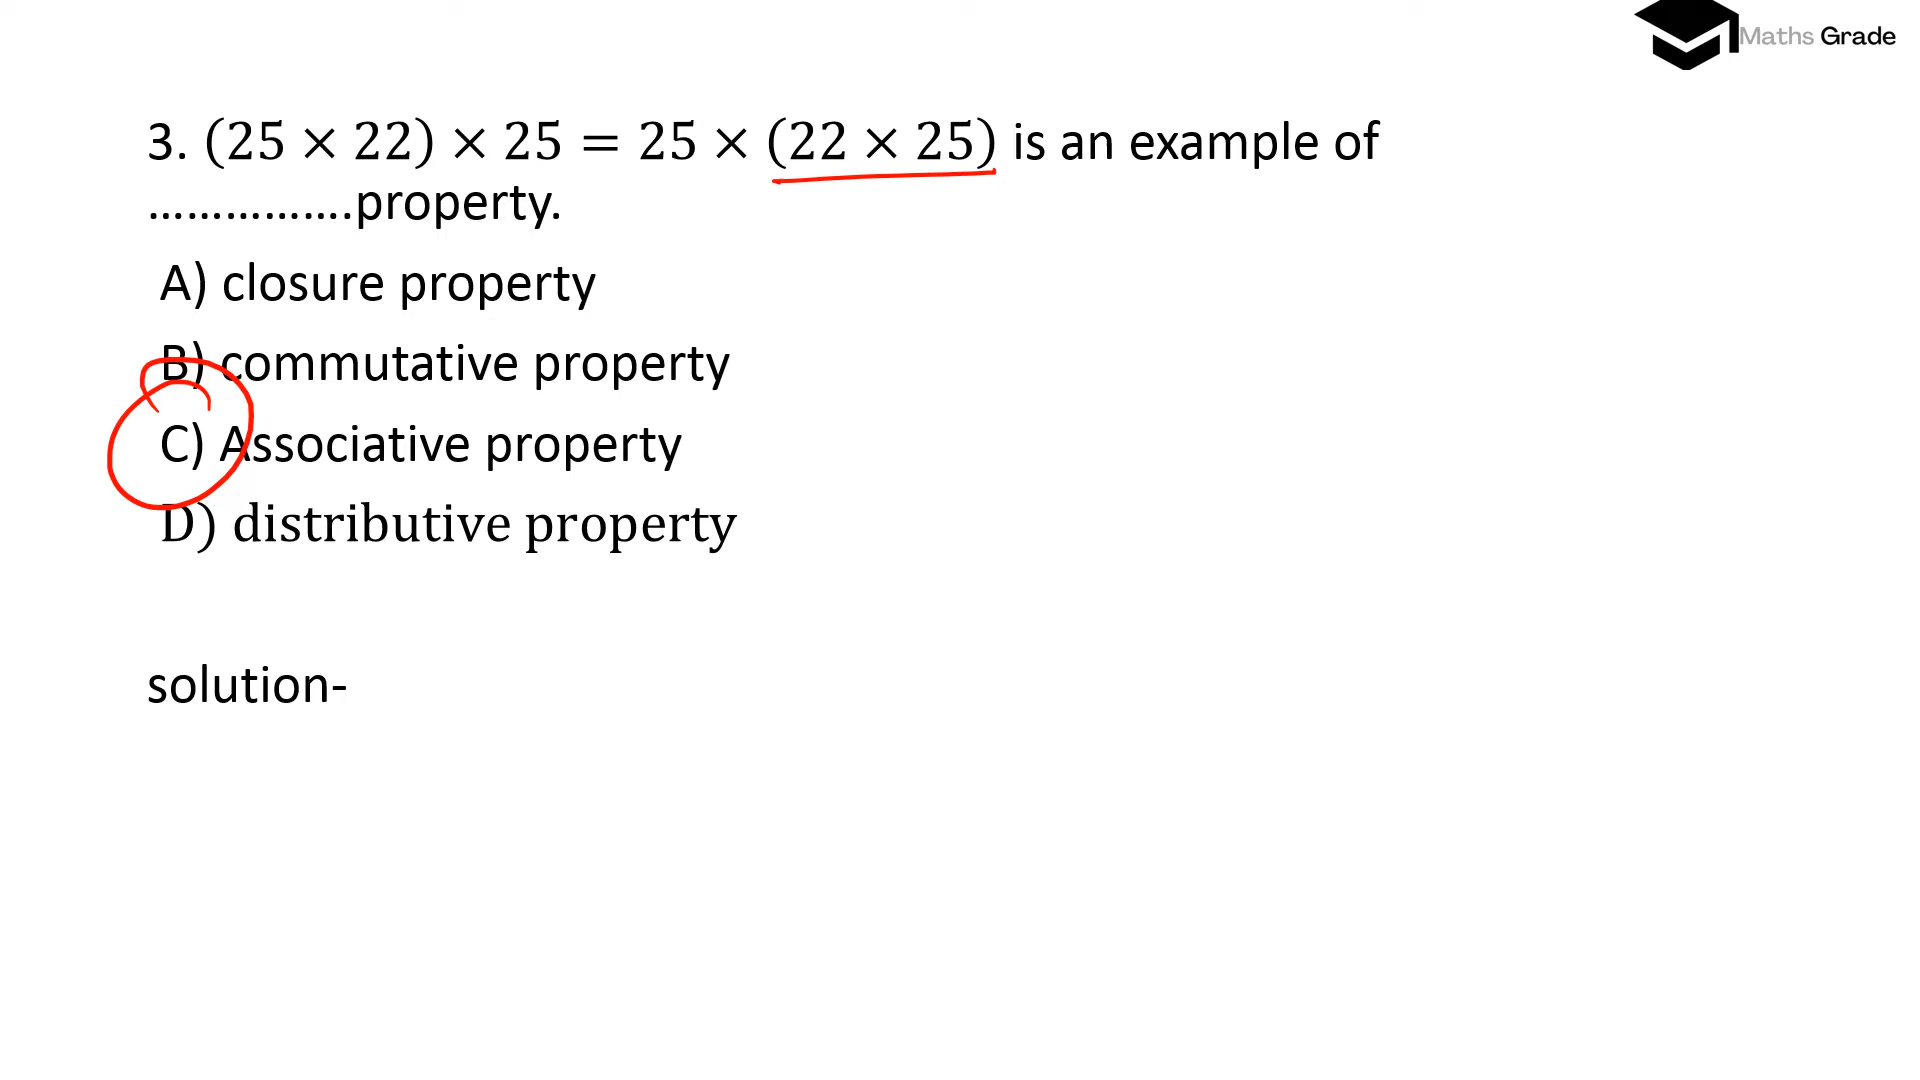 Maths Grade
3. (25 × 22) × 25 = 25 × (22 × 25) is an example of
................property.
A) closure property
B) commutative property
C) Associative property
D) distributive property
solution-